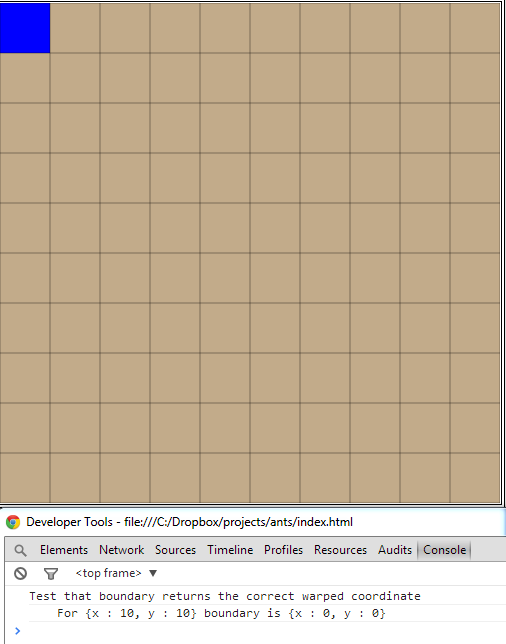 Developer Tools - file:///C:/Dropbox/projects/ants/index.html
Elements Network Sources Timeline Profiles Resources Audits Console
<top frame> ▼
Test that boundary returns the correct warped coordinate
For {x : 10, y : 10} boundary is {x : 0, y : 0}
>